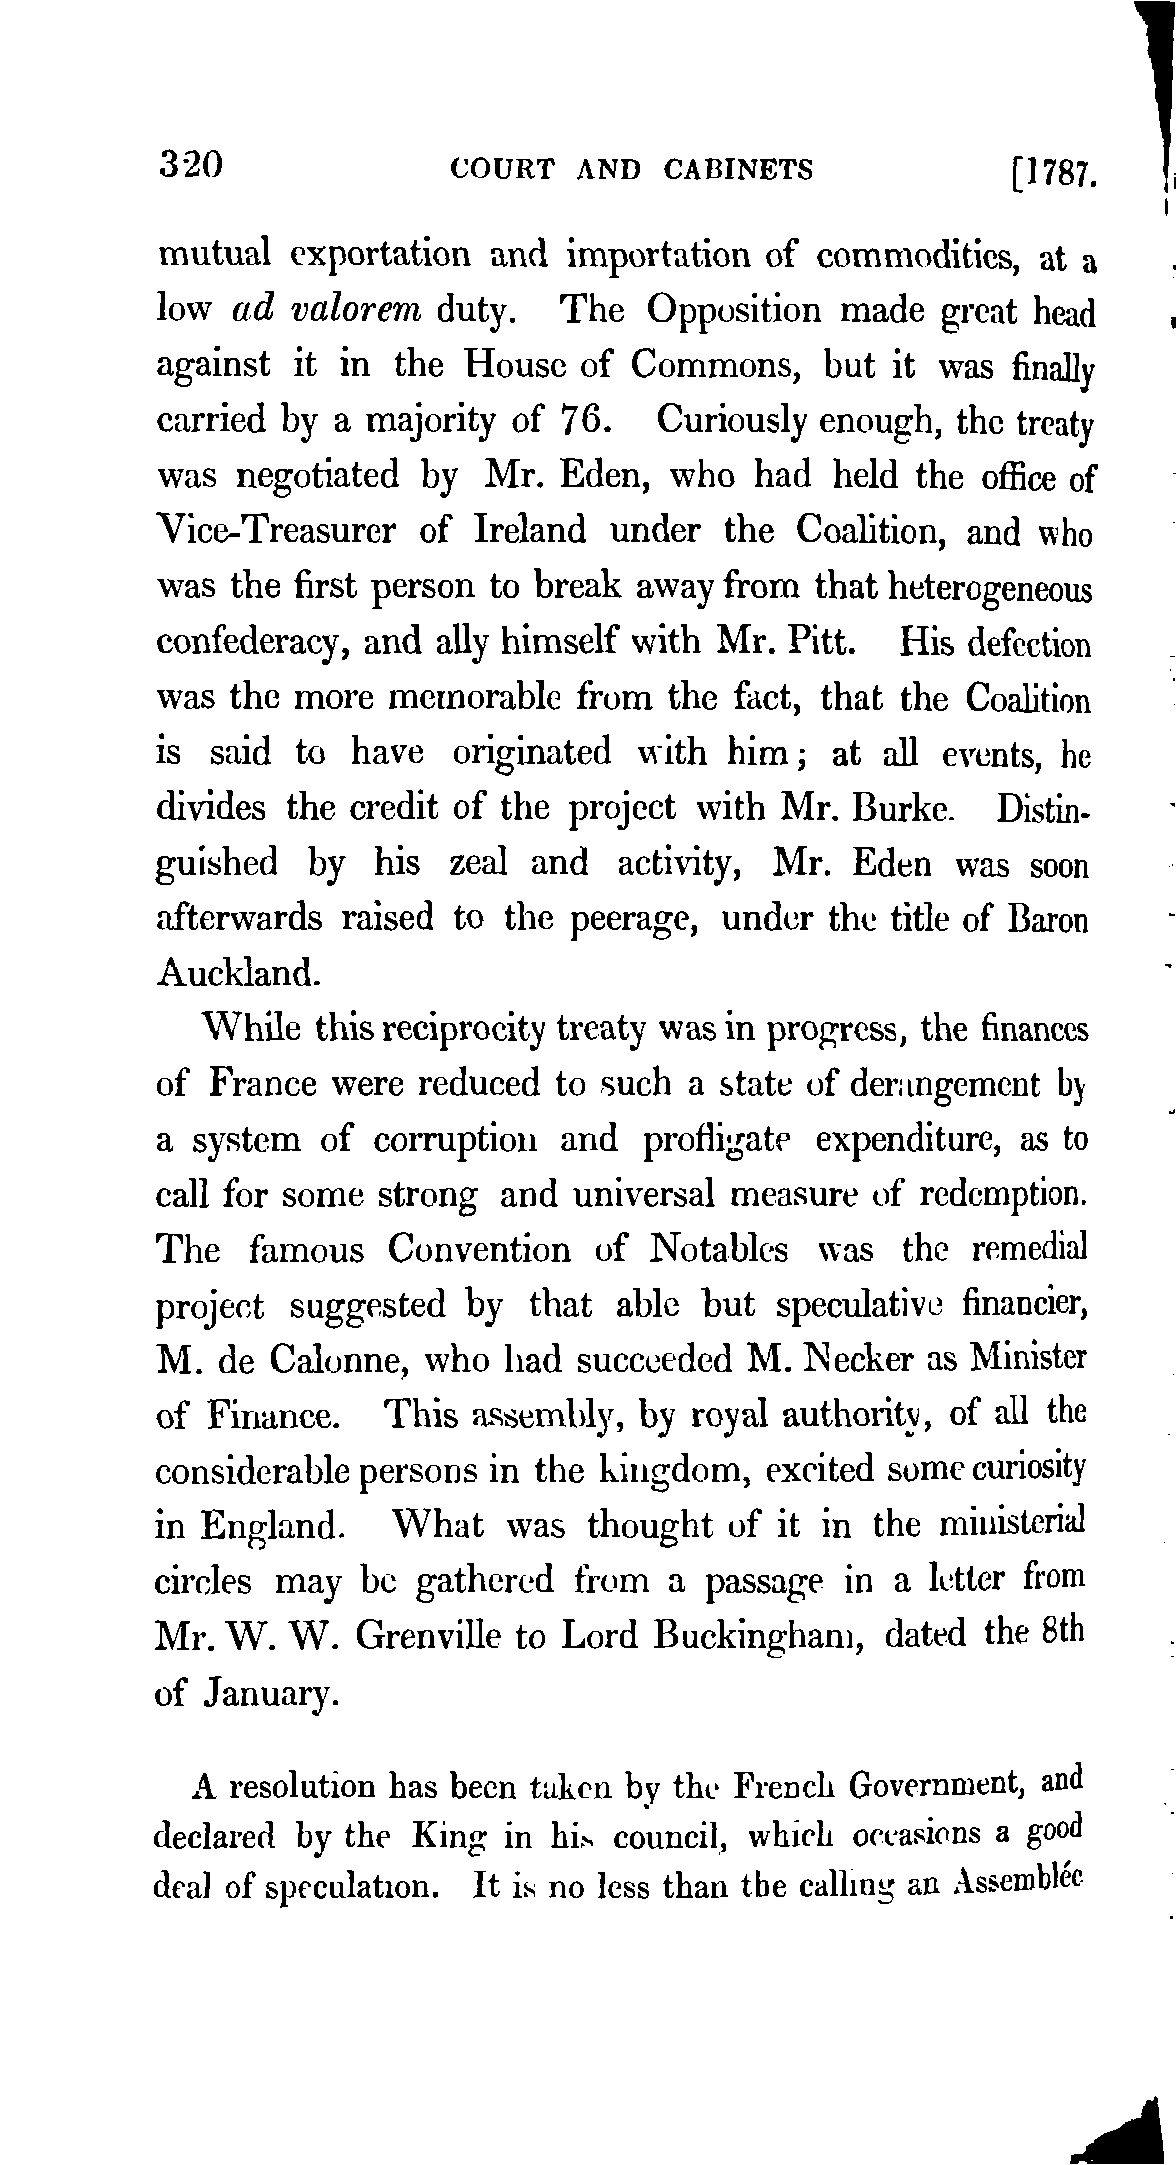 320 COURT AND CABINETS [1787.
mutual exportation and importation of commodities, at a
low ad valorem duty. The Opposition made great head
against it in the House of Commons, but it was finally
carried by a majority of 76. Curiously enough, the treaty
was negotiated by Mr. Eden, who had held the office of
Vice-Treasurer of Ireland under the Coalition, and who
was the first person to break away from that heterogeneous
confederacy, and ally himself with Mr. Pitt. His defection
was the more memorable from the fact, that the Coalition
is said to have originated with him; at all events, he
divides the credit of the project with Mr. Burke. Distin-
guished by his zeal and activity, Mr. Eden was soon
afterwards raised to the peerage, under the title of Baron
Auckland.
While this reciprocity treaty was in progress, the finances
of France were reduced to such a state of derangement by
a system of corruption and profligate expenditure, as to
call for some strong and universal measure of redemption.
The famous Convention of Notables was the remedial
project suggested by that able but speculative financier,
M. de Calonne, who had succeeded M. Necker as Minister
of Finance. This assembly, by royal authority, of all the
considerable persons in the kingdom, excited some curiosity
in England. What was thought of it in the ministerial
circles may be gathered from a passage in a letter from
Mr. W. W. Grenville to Lord Buckingham, dated the 8th
of January.
A resolution has been taken by the French Government, and
declared by the King in his council, which occasions a good
deal of speculation. It is no less than the calling an Assemblée